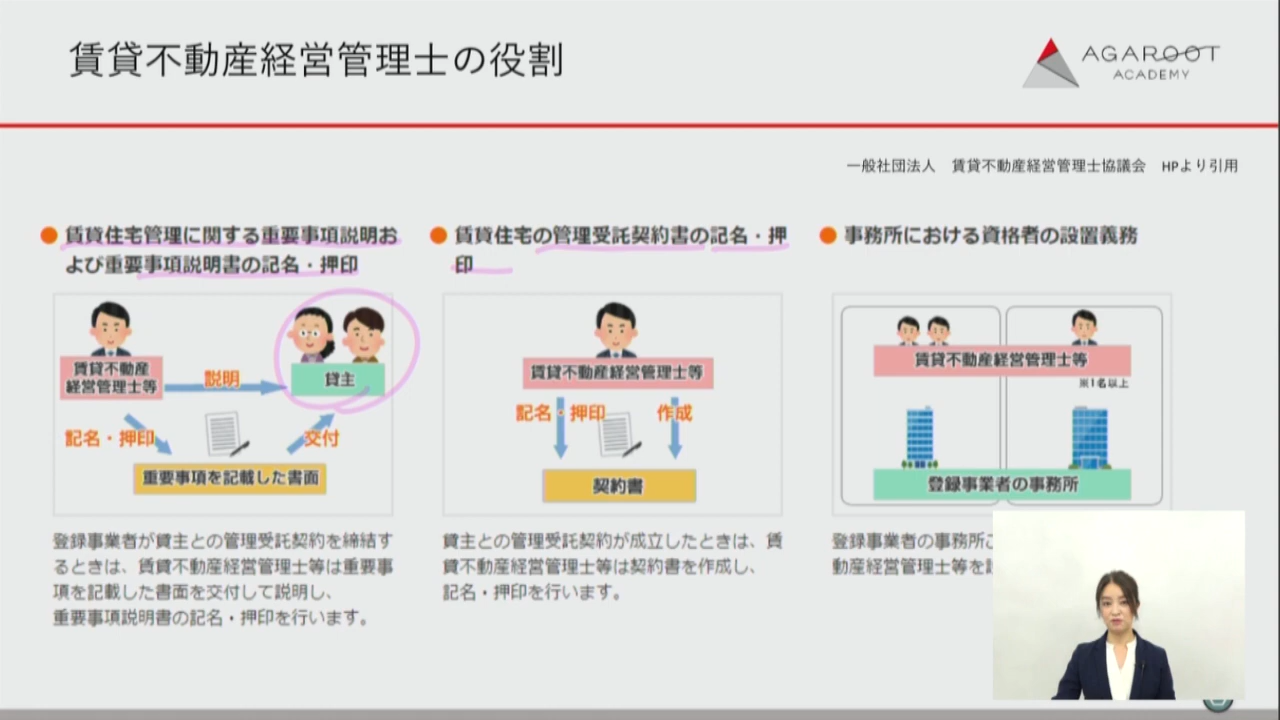 賃貸不動産経営管理士の役割
AGAROOT
ACADEMY
一般社団法人 賃貸不動産経営管理士協議会 HPより引用
賃貸住宅管理に関する重要事項説明お
よび重要事項説明書の記名・押印
賃貸不動産
経営管理士等
説明
貸主
記名・押印
交付
重要事項を記載した書面
登録事業者が貸主との管理受託契約を締結す
るときは、賃貸不動産経営管理士等は重要事
項を記載した書面を交付して説明し、
重要事項説明書の記名・押印を行います。
賃貸住宅の管理受託契約書の記名・押
印
賃貸不動産経営管理士等
記名・押印
作成
契約書
貸主との管理受託契約が成立したときは、賃
貸不動産経営管理士等は契約書を作成し、
記名・押印を行います。
事務所における資格者の設置義務
賃貸不動産経営管理士等
※1名以上
登録事業者の事務所
登録事業者の事務所
動産経営管理士等を